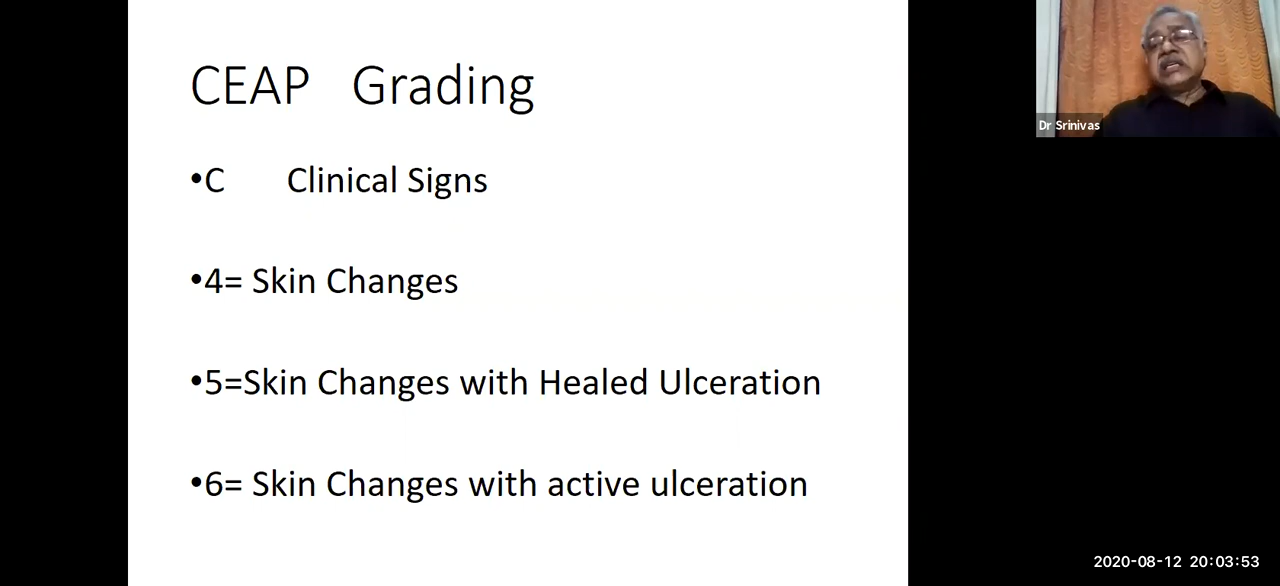 CEAP Grading
•C Clinical Signs
•4= Skin Changes
•5=Skin Changes with Healed Ulceration
•6= Skin Changes with active ulceration
Dr Srinivas
2020-08-12 20:03:53